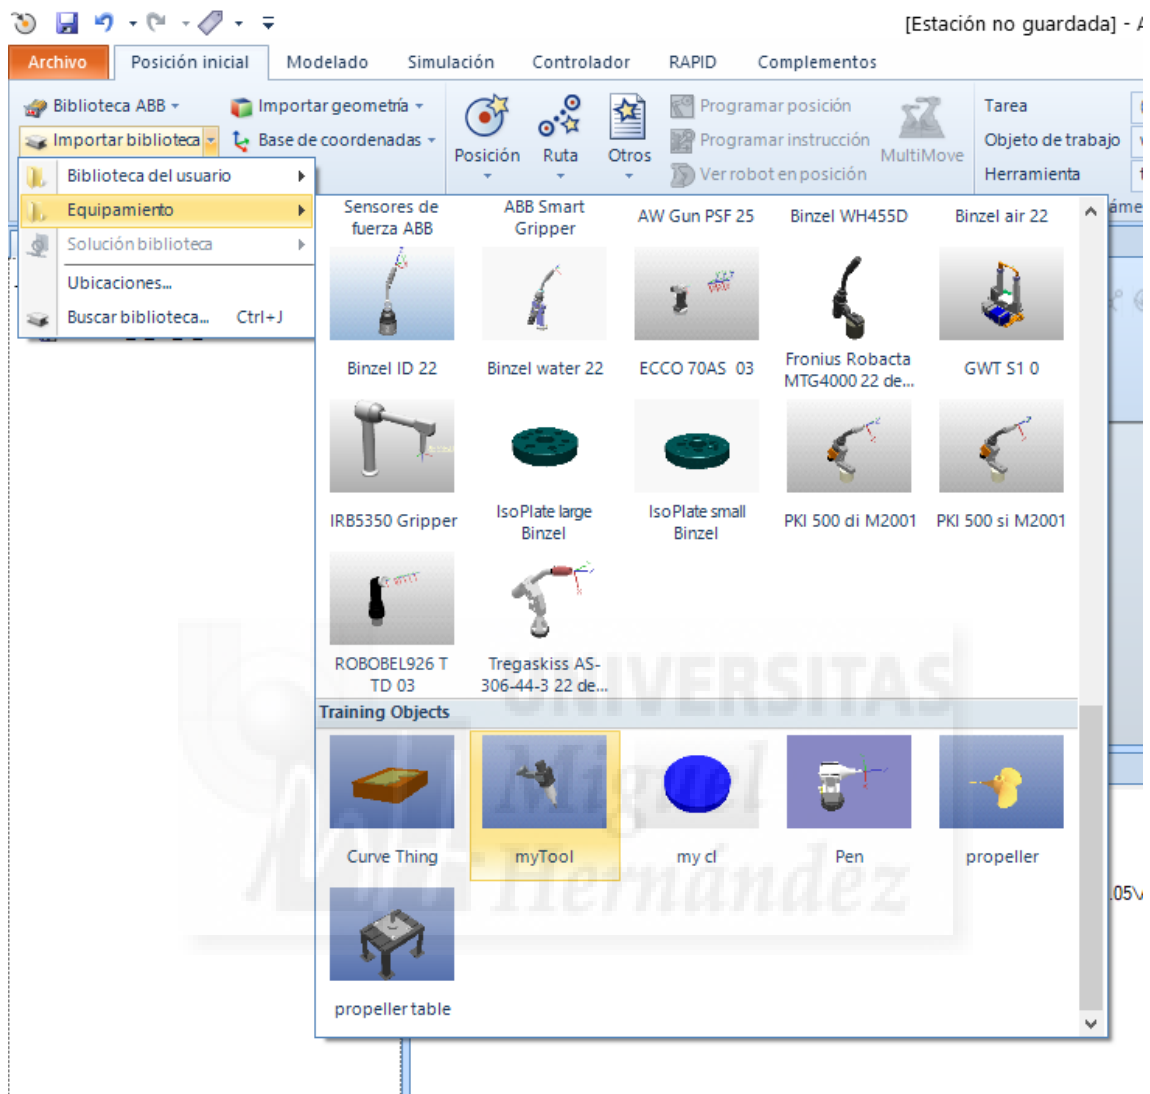 [Estación no guardada] - A
Archivo Posición inicial Modelado Simulación Controlador RAPID Complementos
Biblioteca ABB Importar geometría Programar posición Tarea
Importar biblioteca Base de coordenadas Posición Ruta Otros Programar instrucción MultiMove Objeto de trabajo
Ver robot en posición Herramienta
Biblioteca del usuario
Equipamiento
Solución biblioteca
Ubicaciones...
Buscar biblioteca... Ctrl+J
Sensores de fuerza ABB
ABB Smart Gripper
AW Gun PSF 25
Binzel WH455D
Binzel air 22
Binzel ID 22
Binzel water 22
ECCO 70AS 03
Fronius Robacta
MTG4000 22 de...
GWT S1 0
IRB5350 Gripper
IsoPlate large
Binzel
IsoPlate small
Binzel
PKI 500 di M2001
PKI 500 si M2001
ROBOBEL926 T
TD 03
Tregaskiss AS-
306-44-3 22 de...
Training Objects
Curve Thing
myTool
my cl
Pen
propeller
propeller table
UNIVERSITAS
Miguel
Hernández